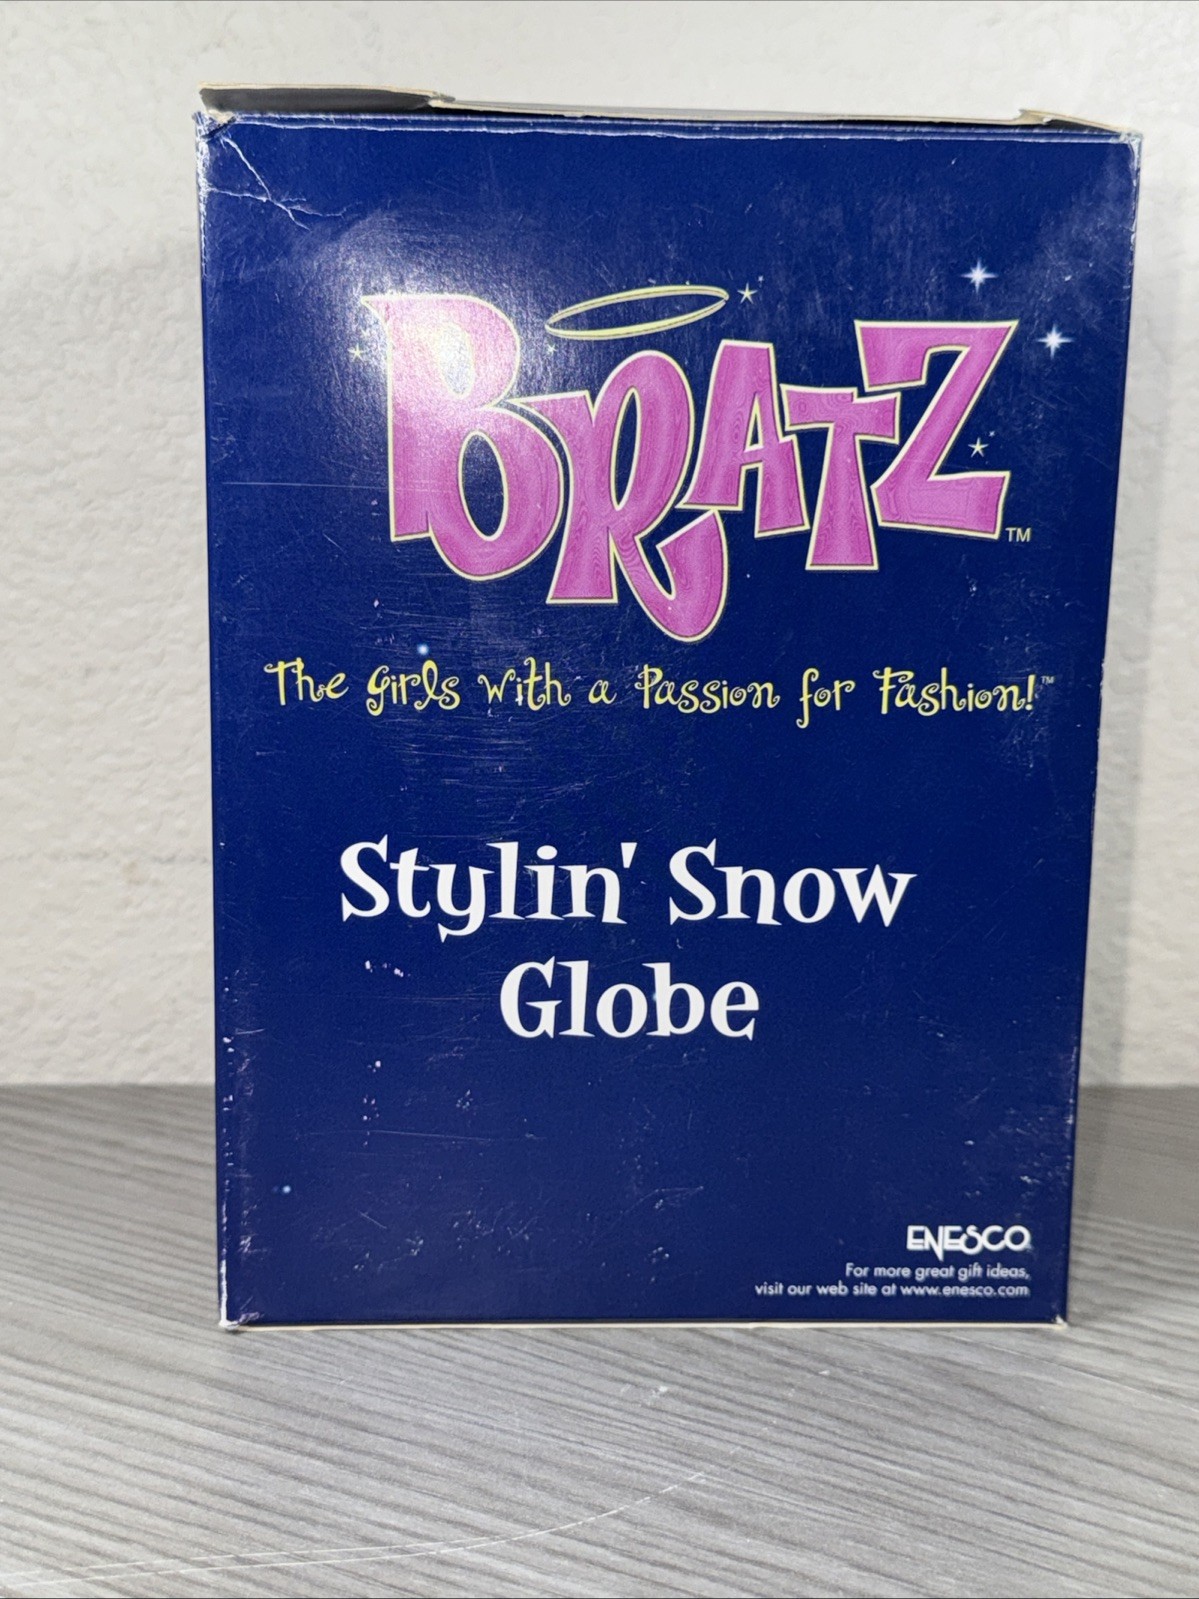 BRATZ™
The Girls with a Passion for Fashion!™
Stylin' Snow
Globe
ENESCO
For more great gift ideas,
visit our web site at www.enesco.com